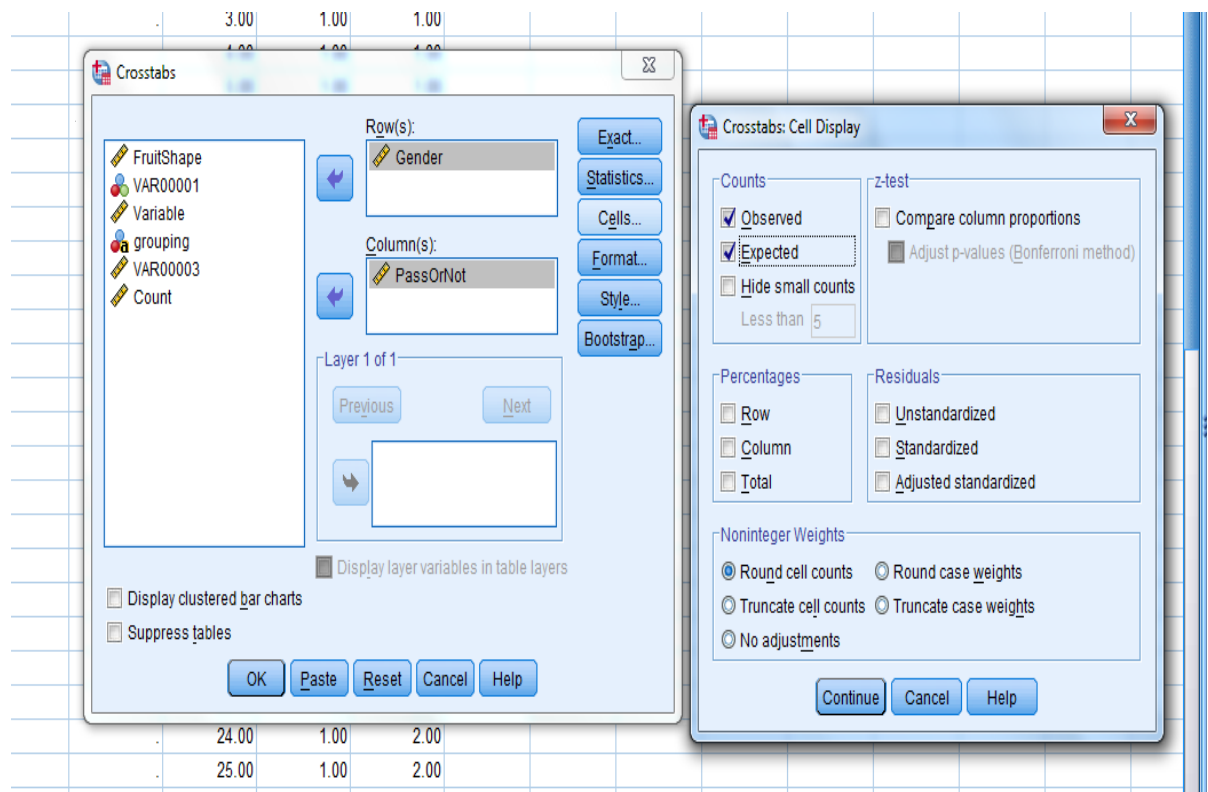 . 3.00 1.00 1.00
Crosstabs
FruitShape
VAR00001
Variable
grouping
VAR00003
Count
Row(s):
Gender
Column(s):
PassOrNot
Exact...
Statistics...
Cells...
Format...
Style...
Bootstrap...
Layer 1 of 1
Previous Next
Display layer variables in table layers
Display clustered bar charts
Suppress tables
OK Paste Reset Cancel Help
Crosstabs: Cell Display
Counts
Observed
Expected
Hide small counts
Less than 5
z-test
Compare column proportions
Adjust p-values (Bonferroni method)
Percentages
Row
Column
Total
Residuals
Unstandardized
Standardized
Adjusted standardized
Noninteger Weights
Round cell counts Round case weights
Truncate cell counts Truncate case weights
No adjustments
Continue Cancel Help
. 24.00 1.00 2.00
. 25.00 1.00 2.00